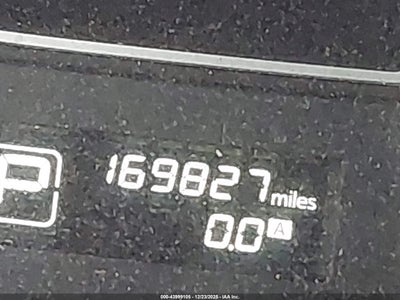 169827 miles
P
0.0 A
000-43999105 - 12/23/2025 - IAA Inc.